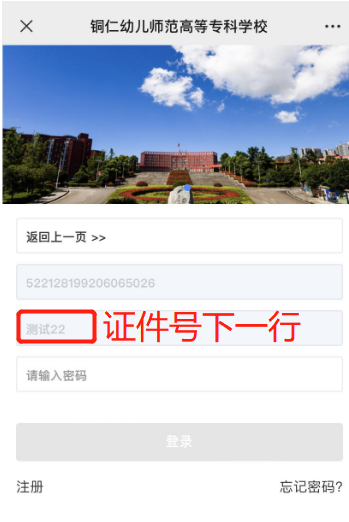 铜仁幼儿师范高等专科学校
返回上一页 >>
522128199206065026
测试22
证件号下一行
请输入密码
登录
注册 忘记密码?